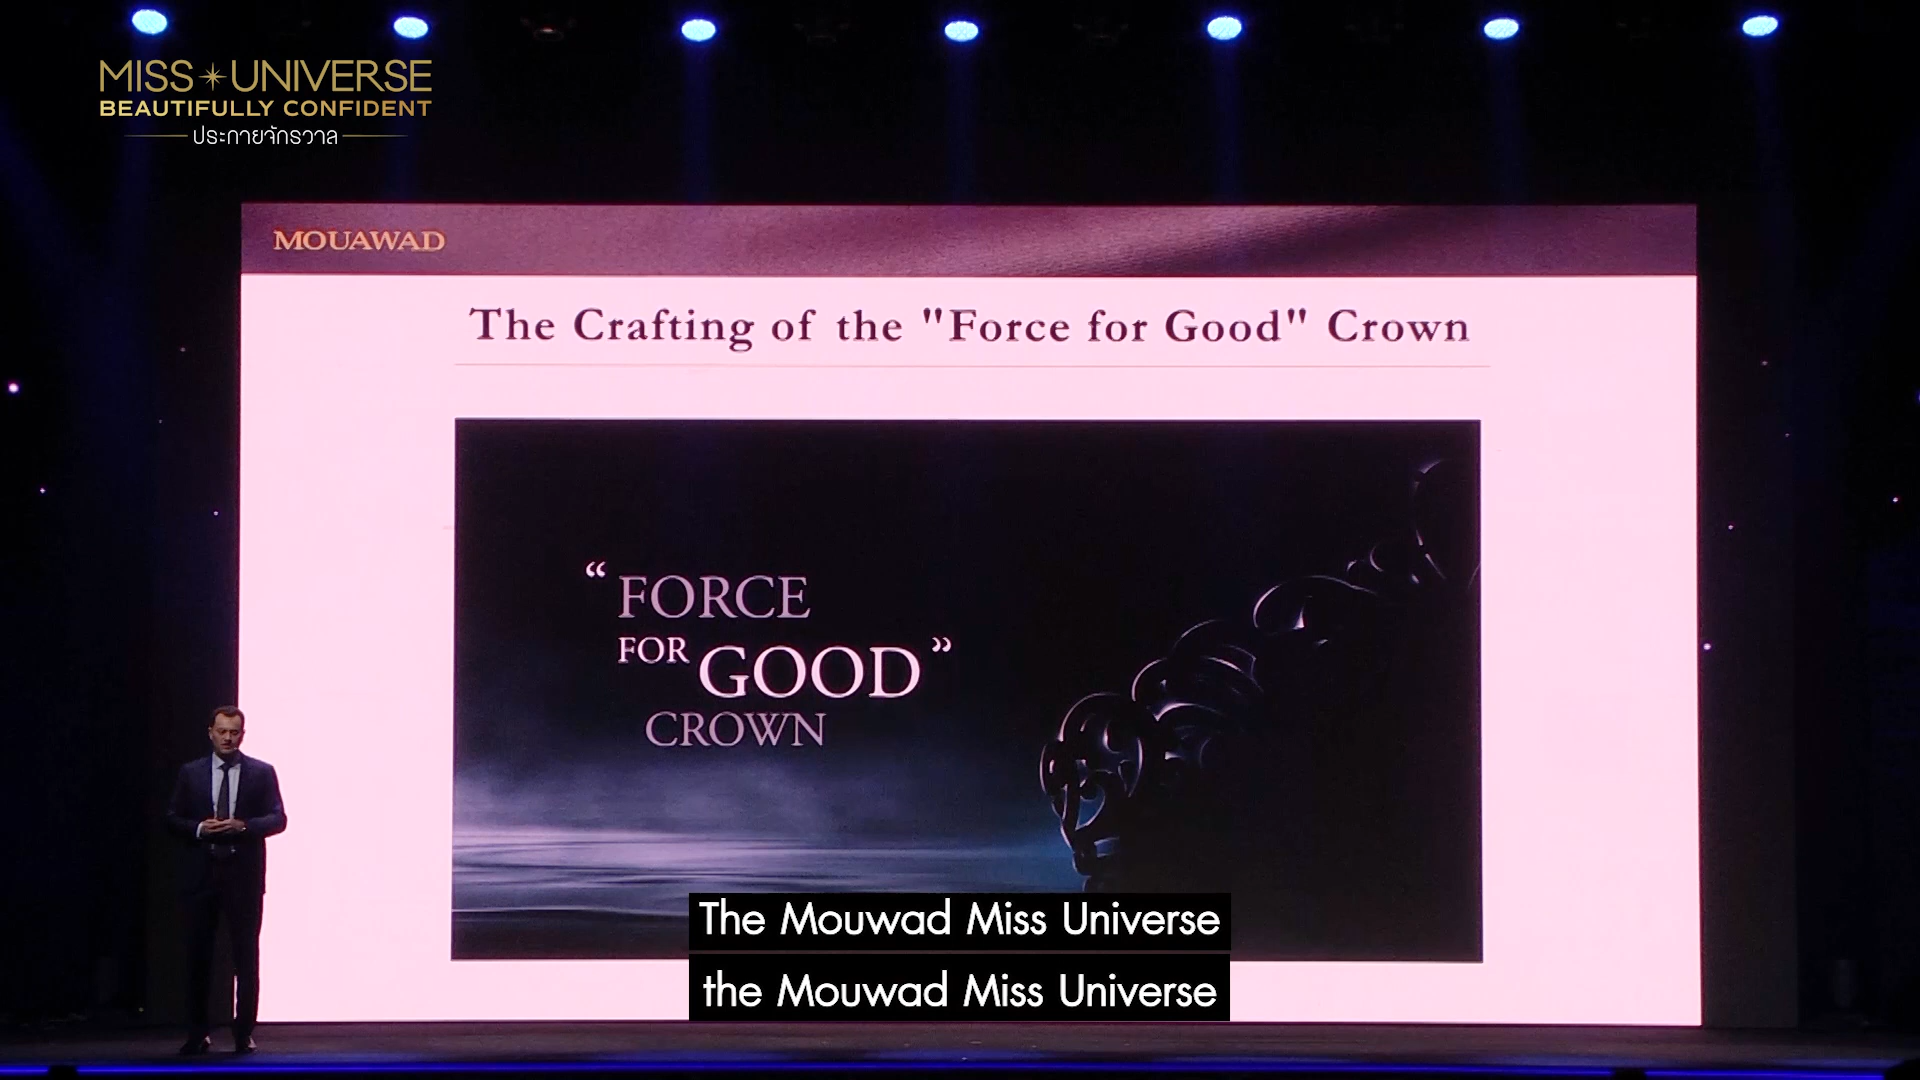 MISS UNIVERSE
BEAUTIFULLY CONFIDENT
ประกายจักรวาล
MOUAWAD
The Crafting of the "Force for Good" Crown
“FORCE
FOR GOOD”
CROWN
The Mouwad Miss Universe
the Mouwad Miss Universe